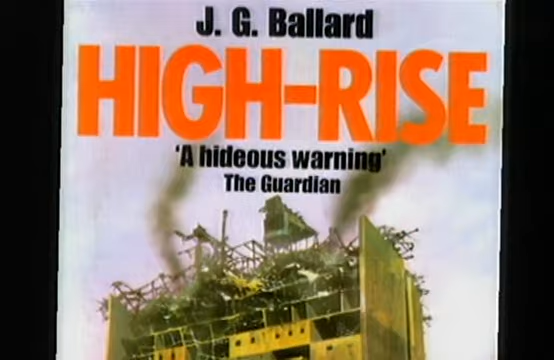 J. G. Ballard
HIGH-RISE
'A hideous warning'
The Guardian